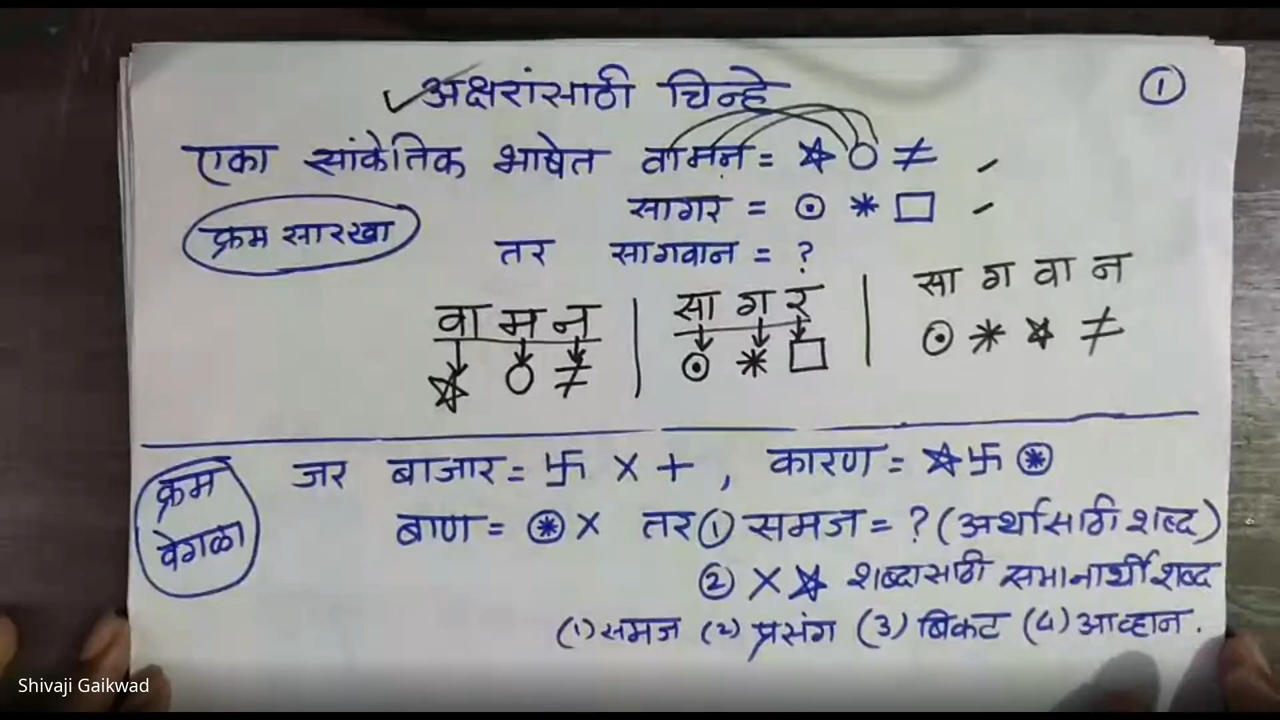 ✓अक्षरांसाठी चिन्हे
①
एका सांकेतिक भाषेत वामन = ☆ ○ ≠
सागर = ⊙ * □
क्रम सारखा
तर सागवान = ?
वा म न | सा ग र | सा ग वा न
☆ ○ ≠ | ⊙ * □ | ⊙ * ☆ ≠
क्रम वेगळा
जर बाजार = 卐 × + , कारण = ☆ 卐 ⊛
बाण = ⊛ × तर ① समज = ? (अर्थासाठी शब्द)
② × ☆ शब्दासाठी समानार्थी शब्द
(1) समज (2) प्रसंग (3) बिकट (4) आव्हान.
Shivaji Gaikwad